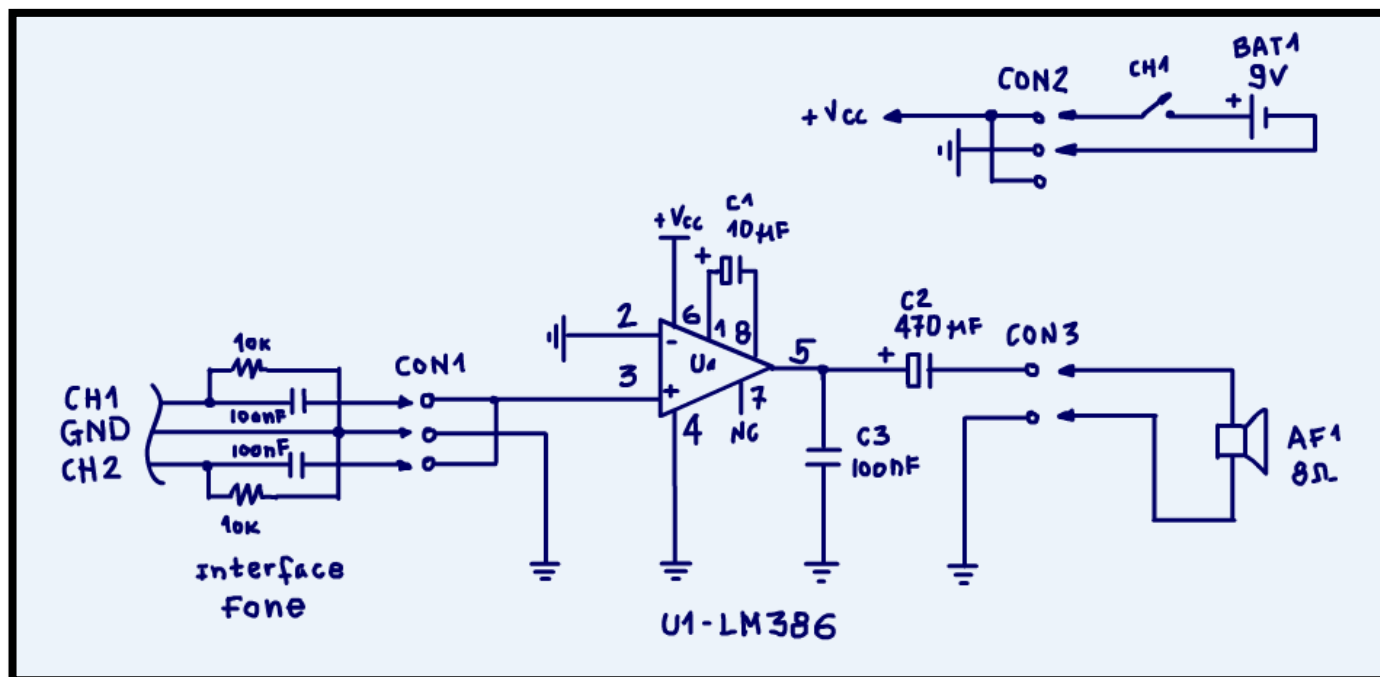 BAT1
9V
CH1
CON2
+Vcc
C1
10µF
+
+Vcc
+
2
6
1
8
-
U1
5
3
+
7
4
NC
C2
470µF
+
CON3
C3
100nF
AF1
8Ω
10K
CON1
CH1
100nF
GND
100nF
CH2
10K
Interface
Fone
U1-LM386